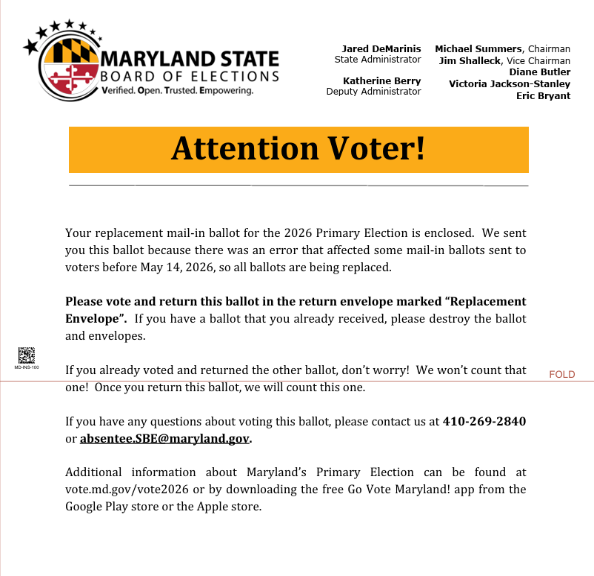 MARYLAND STATE
BOARD OF ELECTIONS
Verified. Open. Trusted. Empowering.
Jared DeMarinis
State Administrator
Katherine Berry
Deputy Administrator
Michael Summers, Chairman
Jim Shalleck, Vice Chairman
Diane Butler
Victoria Jackson-Stanley
Eric Bryant
Attention Voter!
Your replacement mail-in ballot for the 2026 Primary Election is enclosed. We sent
you this ballot because there was an error that affected some mail-in ballots sent to
voters before May 14, 2026, so all ballots are being replaced.
Please vote and return this ballot in the return envelope marked “Replacement
Envelope”. If you have a ballot that you already received, please destroy the ballot
and envelopes.
MD-INS-100
If you already voted and returned the other ballot, don’t worry! We won’t count that
FOLD
one! Once you return this ballot, we will count this one.
If you have any questions about voting this ballot, please contact us at 410-269-2840
or absentee.SBE@maryland.gov.
Additional information about Maryland’s Primary Election can be found at
vote.md.gov/vote2026 or by downloading the free Go Vote Maryland! app from the
Google Play store or the Apple store.